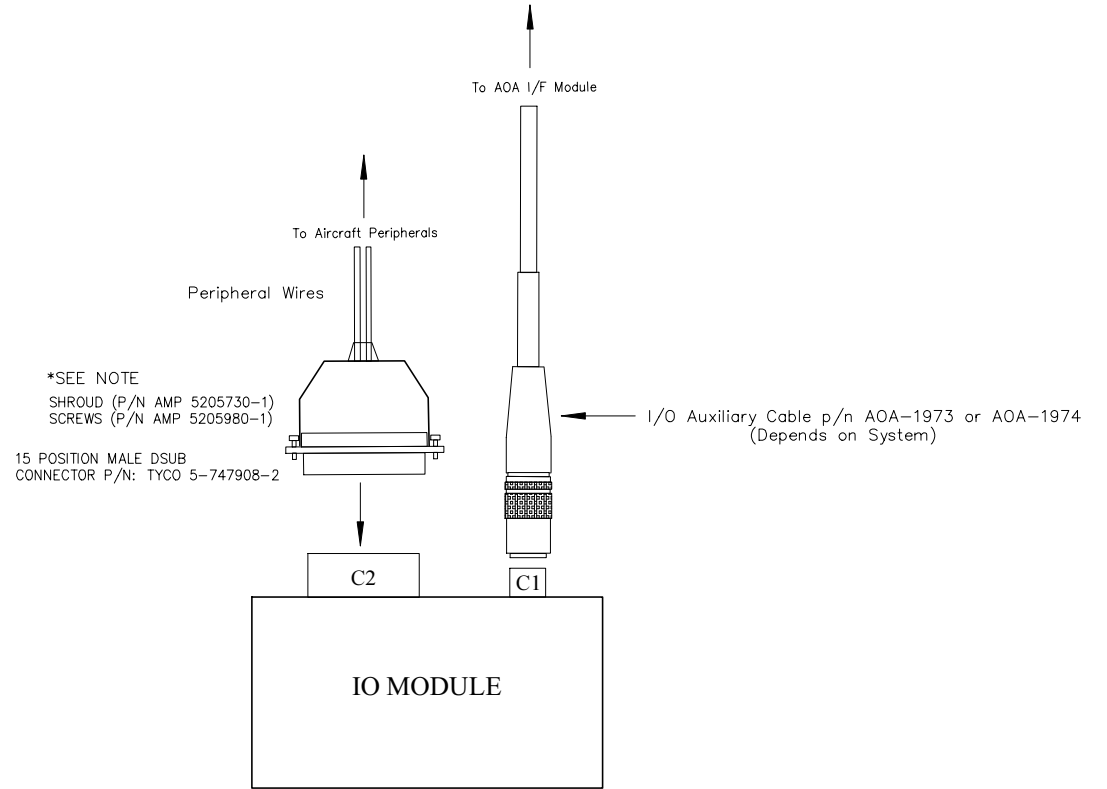 To AOA I/F Module
To Aircraft Peripherals
Peripheral Wires
*SEE NOTE
SHROUD (P/N AMP 5205730-1)
SCREWS (P/N AMP 5205980-1)
I/O Auxiliary Cable p/n AOA-1973 or AOA-1974
(Depends on System)
15 POSITION MALE DSUB
CONNECTOR P/N: TYCO 5-747908-2
C2
C1
IO MODULE